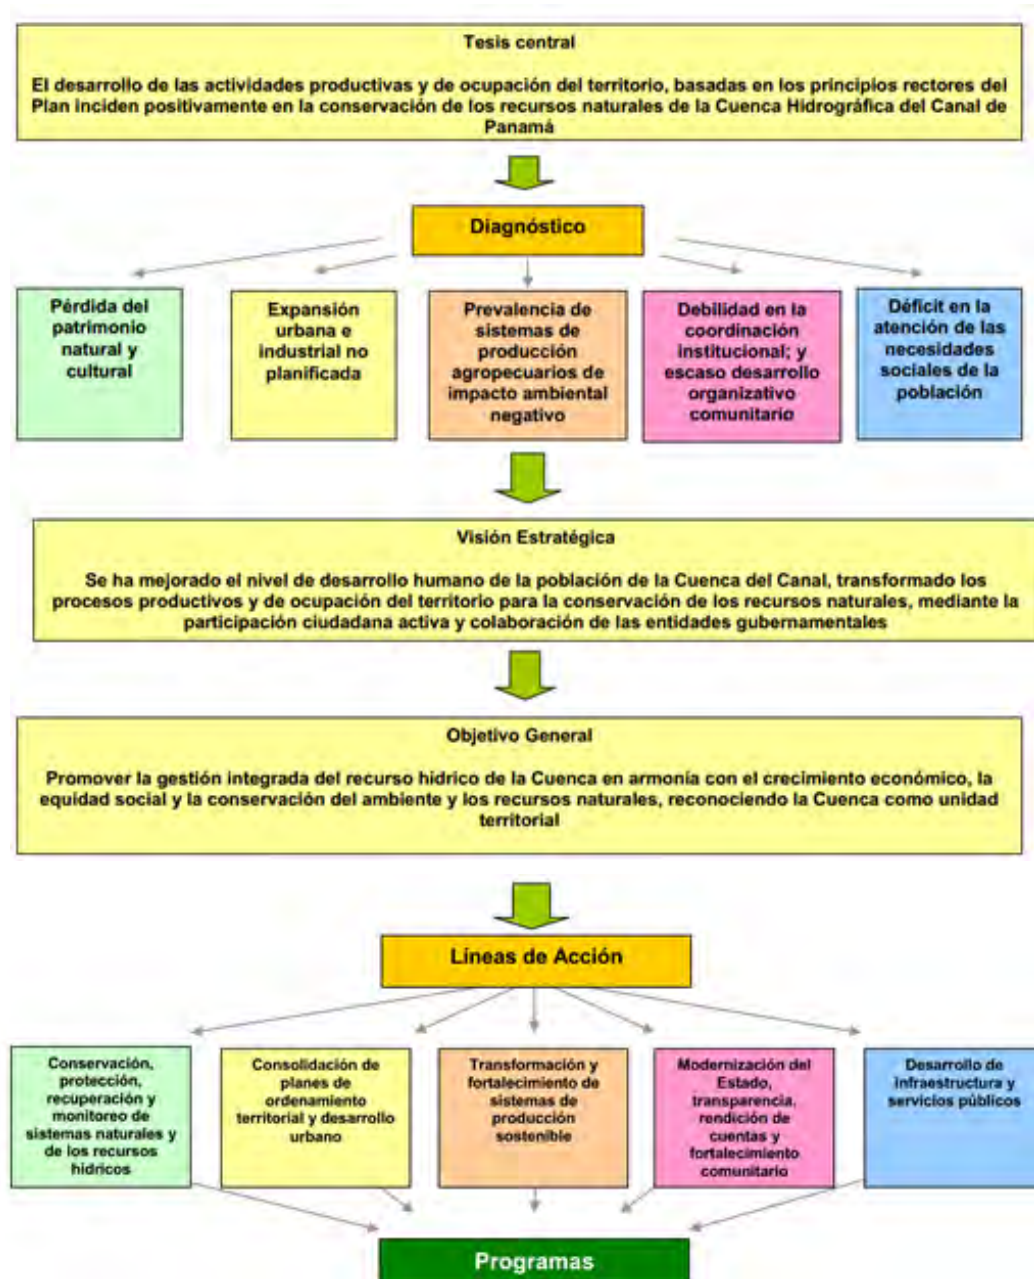 Tesis central
El desarrollo de las actividades productivas y de ocupación del territorio, basadas en los principios rectores del
Plan inciden positivamente en la conservación de los recursos naturales de la Cuenca Hidrográfica del Canal de
Panamá
Diagnóstico
Pérdida del
patrimonio
natural y
cultural
Expansión
urbana e
industrial no
planificada
Prevalencia de
sistemas de
producción
agropecuarios de
impacto ambiental
negativo
Debilidad en la
coordinación
institucional; y
escaso desarrollo
organizativo
comunitario
Déficit en la
atención de las
necesidades
sociales de la
población
Visión Estratégica
Se ha mejorado el nivel de desarrollo humano de la población de la Cuenca del Canal, transformado los
procesos productivos y de ocupación del territorio para la conservación de los recursos naturales, mediante la
participación ciudadana activa y colaboración de las entidades gubernamentales
Objetivo General
Promover la gestión integrada del recurso hídrico de la Cuenca en armonía con el crecimiento económico, la
equidad social y la conservación del ambiente y los recursos naturales, reconociendo la Cuenca como unidad
territorial
Líneas de Acción
Conservación,
protección,
recuperación y
monitoreo de
sistemas naturales y
de los recursos
hídricos
Consolidación de
planes de
ordenamiento
territorial y desarrollo
urbano
Transformación y
fortalecimiento de
sistemas de
producción
sostenible
Modernización del
Estado,
transparencia,
rendición de
cuentas y
fortalecimiento
comunitario
Desarrollo de
infraestructura y
servicios públicos
Programas